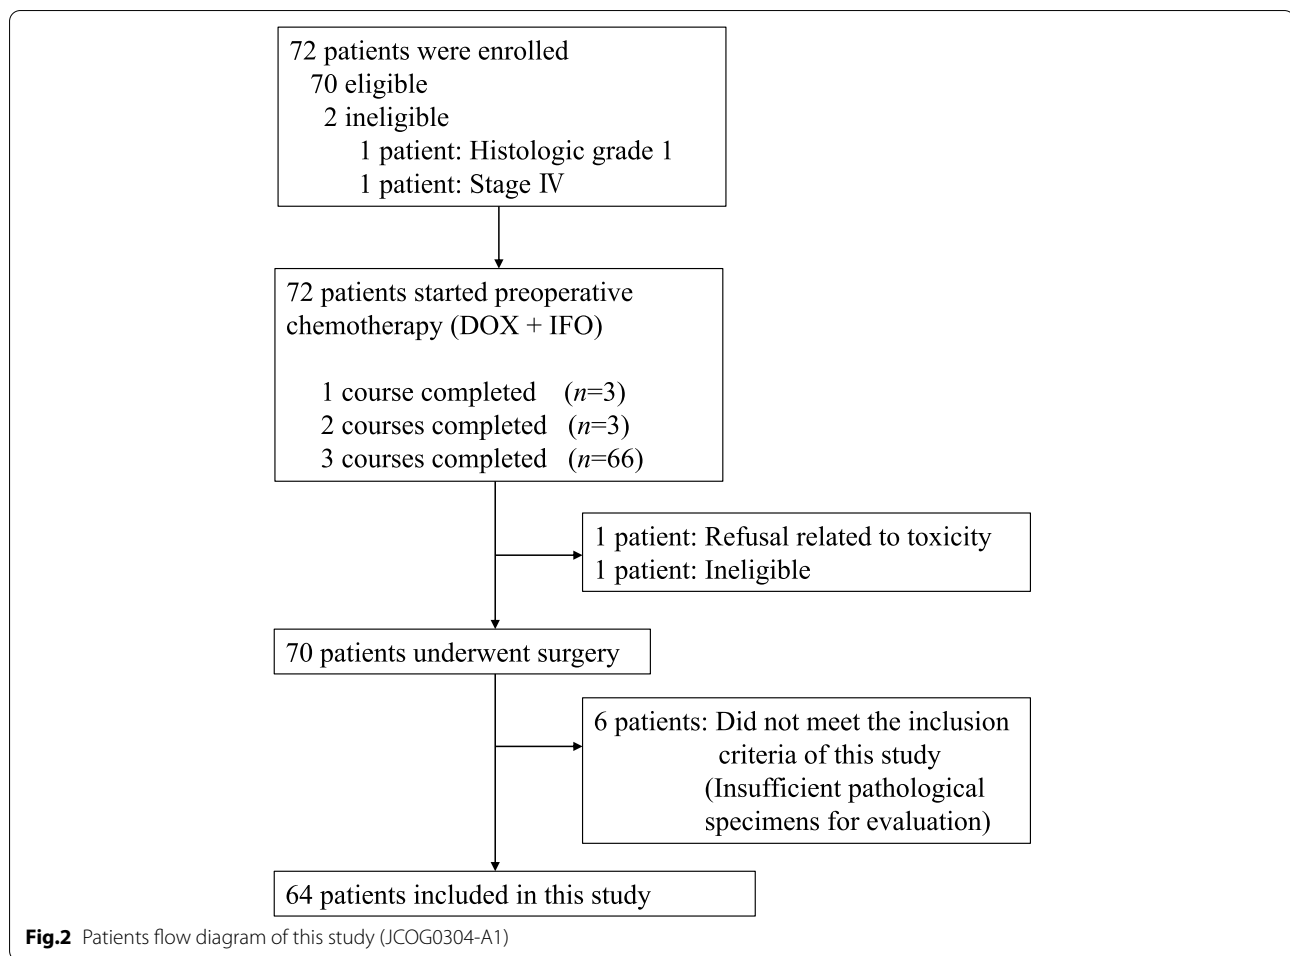 72 patients were enrolled
70 eligible
2 ineligible
1 patient: Histologic grade 1
1 patient: Stage Ⅳ
72 patients started preoperative
chemotherapy (DOX + IFO)
1 course completed (n=3)
2 courses completed (n=3)
3 courses completed (n=66)
1 patient: Refusal related to toxicity
1 patient: Ineligible
70 patients underwent surgery
6 patients: Did not meet the inclusion
criteria of this study
(Insufficient pathological
specimens for evaluation)
64 patients included in this study
Fig.2 Patients flow diagram of this study (JCOG0304-A1)